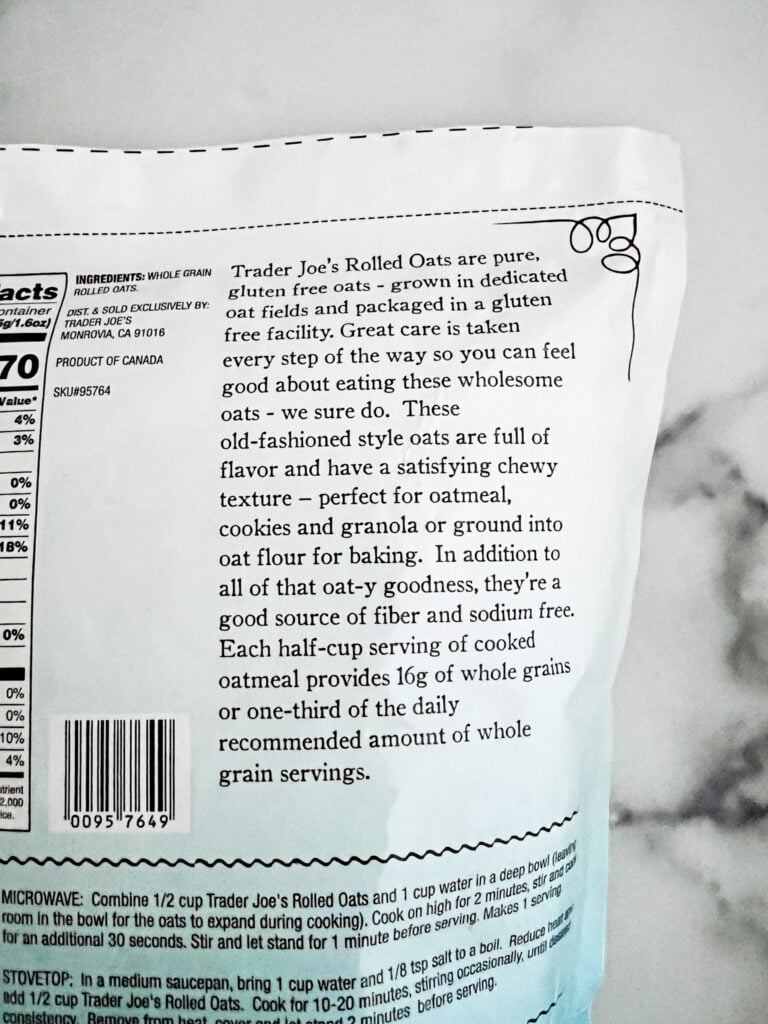 acts
ontainer
5g/1.6oz)
70
Value*
4%
3%
0%
0%
11%
18%
0%
0%
0%
10%
4%
2,000
INGREDIENTS: WHOLE GRAIN
ROLLED OATS.
DIST. & SOLD EXCLUSIVELY BY:
TRADER JOE'S
MONROVIA, CA 91016
PRODUCT OF CANADA
SKU#95764
0095 7649
Trader Joe's Rolled Oats are pure,
gluten free oats - grown in dedicated
oat fields and packaged in a gluten
free facility. Great care is taken
every step of the way so you can feel
good about eating these wholesome
oats - we sure do. These
old-fashioned style oats are full of
flavor and have a satisfying chewy
texture – perfect for oatmeal,
cookies and granola or ground into
oat flour for baking. In addition to
all of that oat-y goodness, they're a
good source of fiber and sodium free.
Each half-cup serving of cooked
oatmeal provides 16g of whole grains
or one-third of the daily
recommended amount of whole
grain servings.
MICROWAVE: Combine 1/2 cup Trader Joe's Rolled Oats and 1 cup water in a deep bowl (leaving
room in the bowl for the oats to expand during cooking). Cook on high for 2 minutes, stir and
for an additional 30 seconds. Stir and let stand for 1 minute before serving. Makes 1 serving
STOVETOP: In a medium saucepan, bring 1 cup water and 1/8 tsp salt to a boil. Reduce heat
add 1/2 cup Trader Joe's Rolled Oats. Cook for 10-20 minutes, stirring occasionally, until
consistency. Remove from heat, cover and let stand 2 minutes before serving.